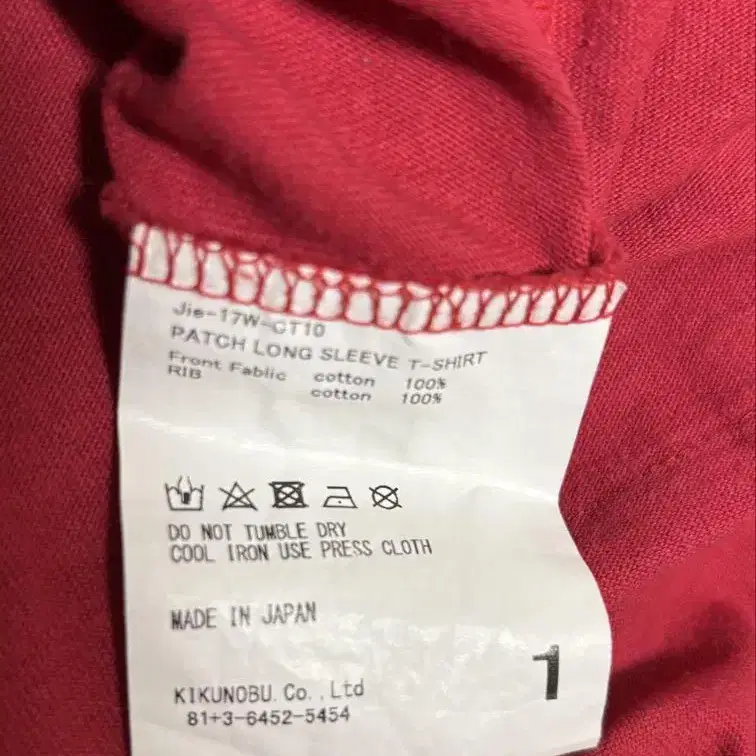 Jie-17W-CT10
PATCH LONG SLEEVE T-SHIRT
Front Fablic cotton 100%
RIB cotton 100%
DO NOT TUMBLE DRY
COOL IRON USE PRESS CLOTH
MADE IN JAPAN
1
KIKUNOBU. Co. ,Ltd
81+3-6452-5454